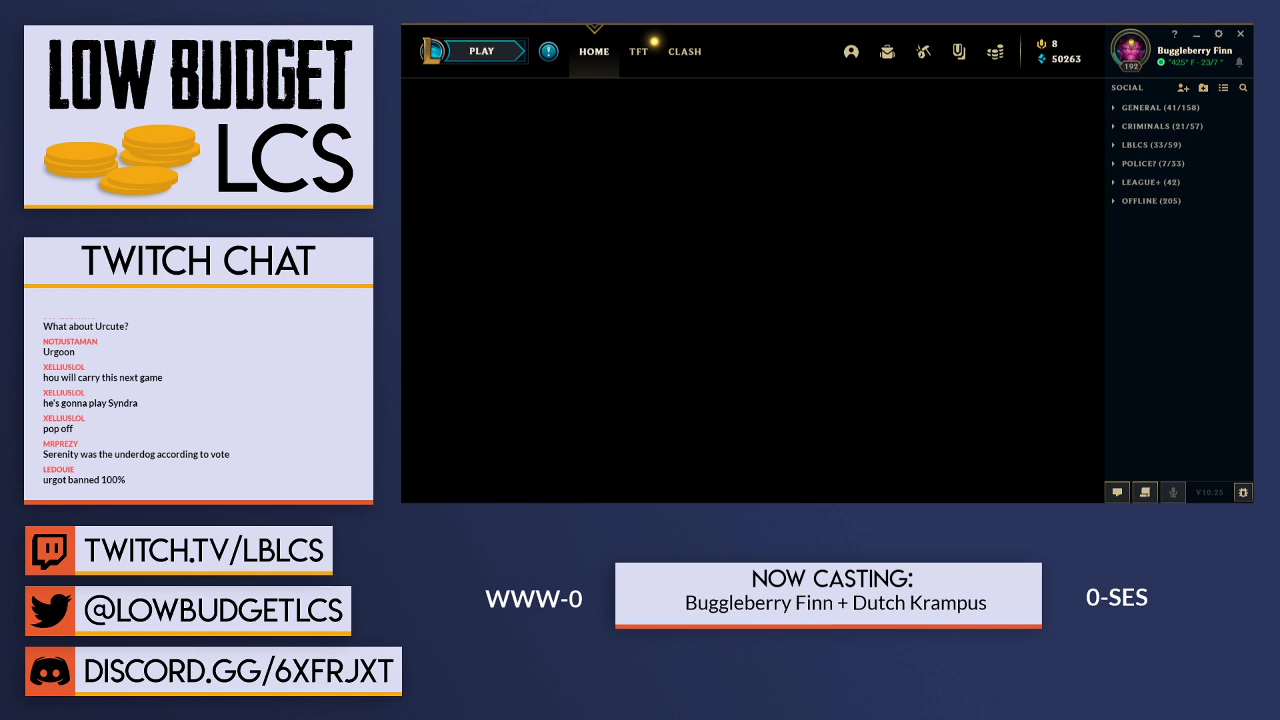 LOW BUDGET
LCS
TWITCH CHAT
What about Urcute?
NOTJUSTAMAN
Urgoon
XELLIUSLOL
hou will carry this next game
XELLIUSLOL
he's gonna play Syndra
XELLIUSLOL
pop off
MRPREZY
Serenity was the underdog according to vote
LEDOUIE
urgot banned 100%
TWITCH.TV/LBLCS
@LOWBUDGETLCS
DISCORD.GG/6XFRJXT
PLAY
HOME
TFT
CLASH
8
50263
192
Buggleberry Finn
"425" F - 23/7 "
SOCIAL
GENERAL (41/158)
CRIMINALS (21/57)
LBLCS (33/59)
POLICE? (7/33)
LEAGUE+ (42)
OFFLINE (205)
V10.25
WWW-0
NOW CASTING:
Buggleberry Finn + Dutch Krampus
0-SES